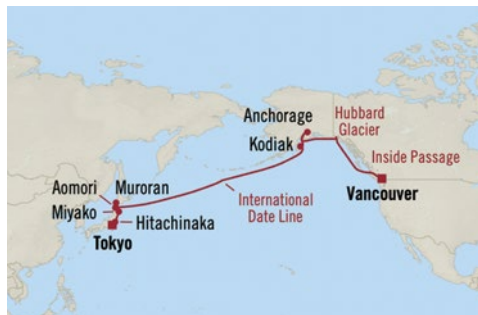 Anchorage
Hubbard
Glacier
Kodiak
Inside Passage
Aomori
Muroran
Vancouver
Miyako
International
Date Line
Hitachinaka
Tokyo